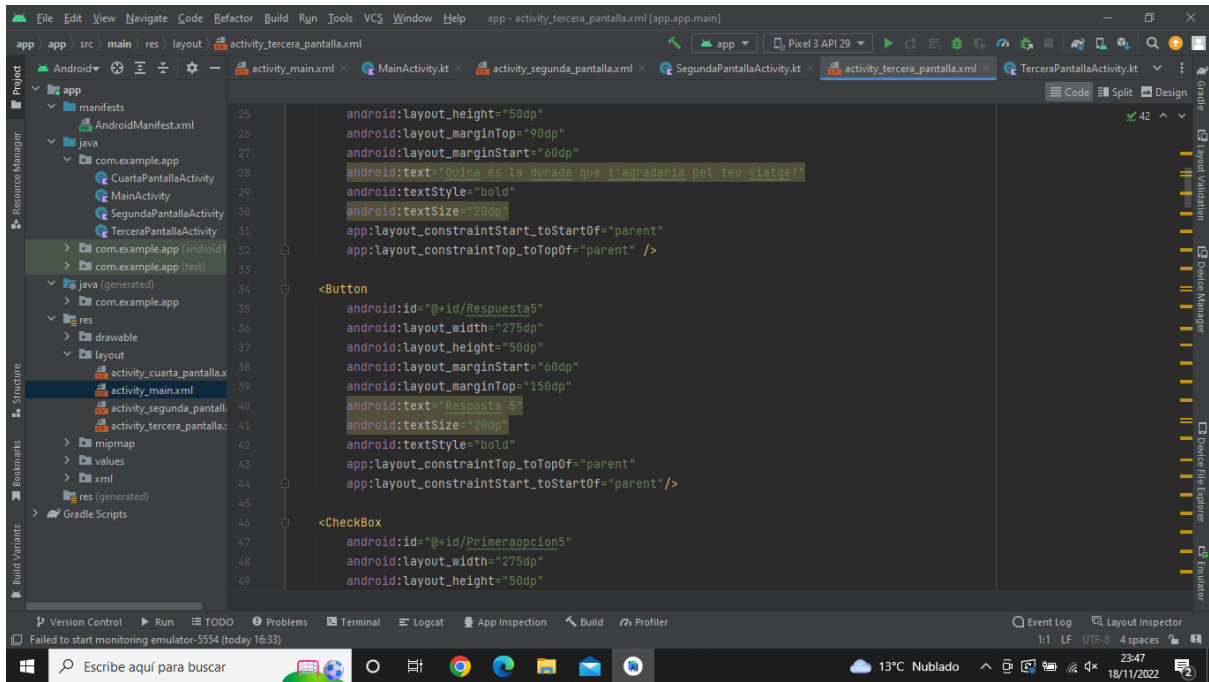 File Edit View Navigate Code Refactor Build Run Tools VCS Window Help app - activity_tercera_pantalla.xml [app.app.main]
app app src main res layout activity_tercera_pantalla.xml app Pixel 3 API 29
Android activity_main.xml MainActivity.kt activity_segunda_pantalla.xml SegundaPantallaActivity.kt activity_tercera_pantalla.xml TerceraPantallaActivity.kt
Code Split Design
42
Project
Resource Manager
Structure
Bookmarks
Build Variants
app
manifests
AndroidManifest.xml
java
com.example.app
CuartaPantallaActivity
MainActivity
SegundaPantallaActivity
TerceraPantallaActivity
com.example.app (androidT
com.example.app (test)
java (generated)
com.example.app
res
drawable
layout
activity_cuarta_pantalla.x
activity_main.xml
activity_segunda_pantall
activity_tercera_pantalla.
mipmap
values
xml
res (generated)
Gradle Scripts
25 android:layout_height="50dp"
26 android:layout_marginTop="90dp"
27 android:layout_marginStart="60dp"
28 android:text="Quina és la durada que t'agradaria pel teu viatge?"
29 android:textStyle="bold"
30 android:textSize="20dp"
31 app:layout_constraintStart_toStartOf="parent"
32 app:layout_constraintTop_toTopOf="parent" />
33
34 <Button
35 android:id="@+id/Respuesta5"
36 android:layout_width="275dp"
37 android:layout_height="50dp"
38 android:layout_marginStart="60dp"
39 android:layout_marginTop="150dp"
40 android:text="Resposta 5"
41 android:textSize="20dp"
42 android:textStyle="bold"
43 app:layout_constraintTop_toTopOf="parent"
44 app:layout_constraintStart_toStartOf="parent"/>
45
46 <CheckBox
47 android:id="@+id/Primeraopcion5"
48 android:layout_width="275dp"
49 android:layout_height="50dp"
Gradle
Layout Validation
Device Manager
Device File Explorer
Emulator
Version Control Run TODO Problems Terminal Logcat App Inspection Build Profiler Event Log Layout Inspector
Failed to start monitoring emulator-5554 (today 16:33) 1:1 LF UTF-8 4 spaces
Escribe aquí para buscar 13°C Nublado 23:47
18/11/2022
2